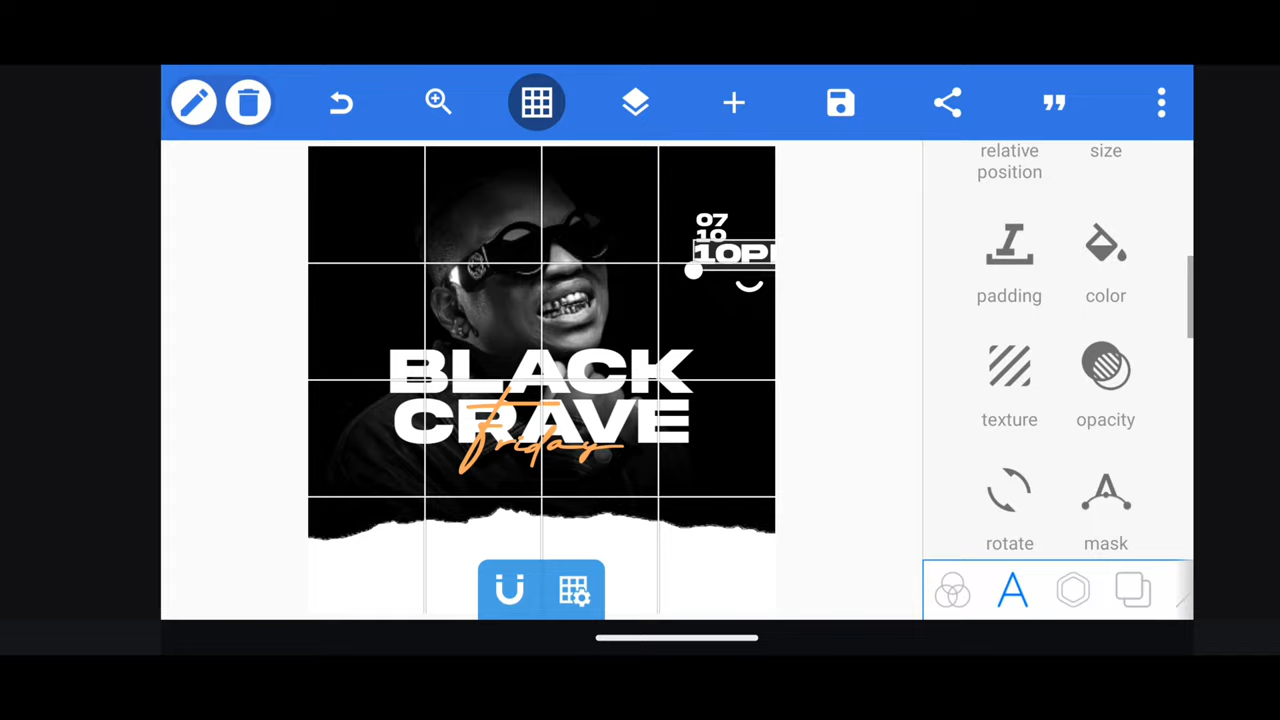 07
10
BLACK
CRAVE
Friday
relative
position
size
padding
color
texture
opacity
rotate
mask